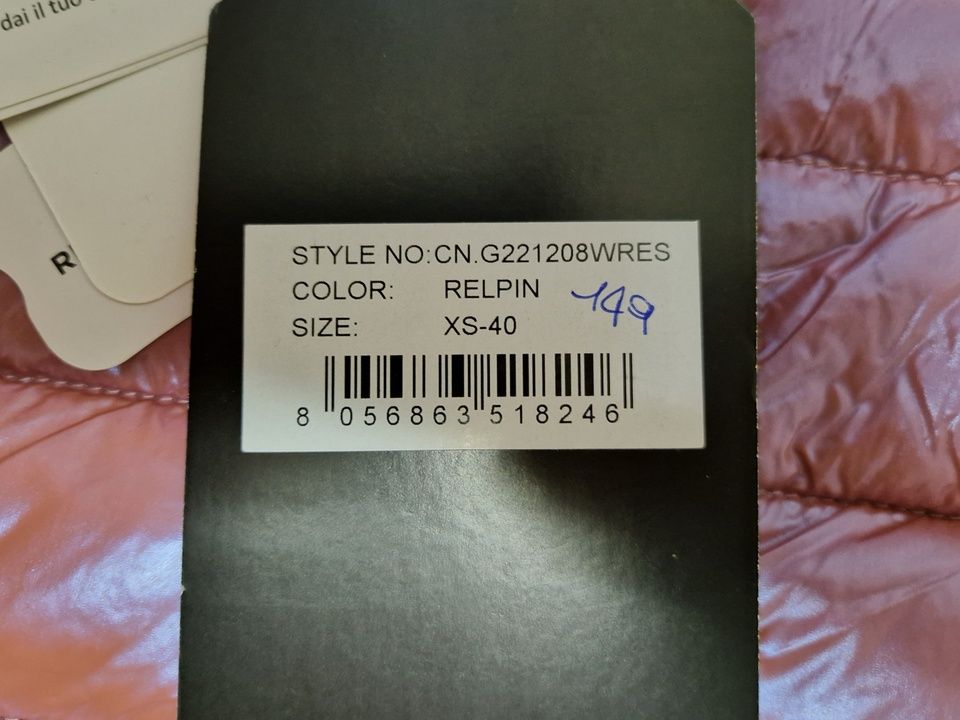 dai il tuo
R
STYLE NO:CN.G221208WRES
COLOR: RELPIN
149
SIZE: XS-40
8 056863 518246